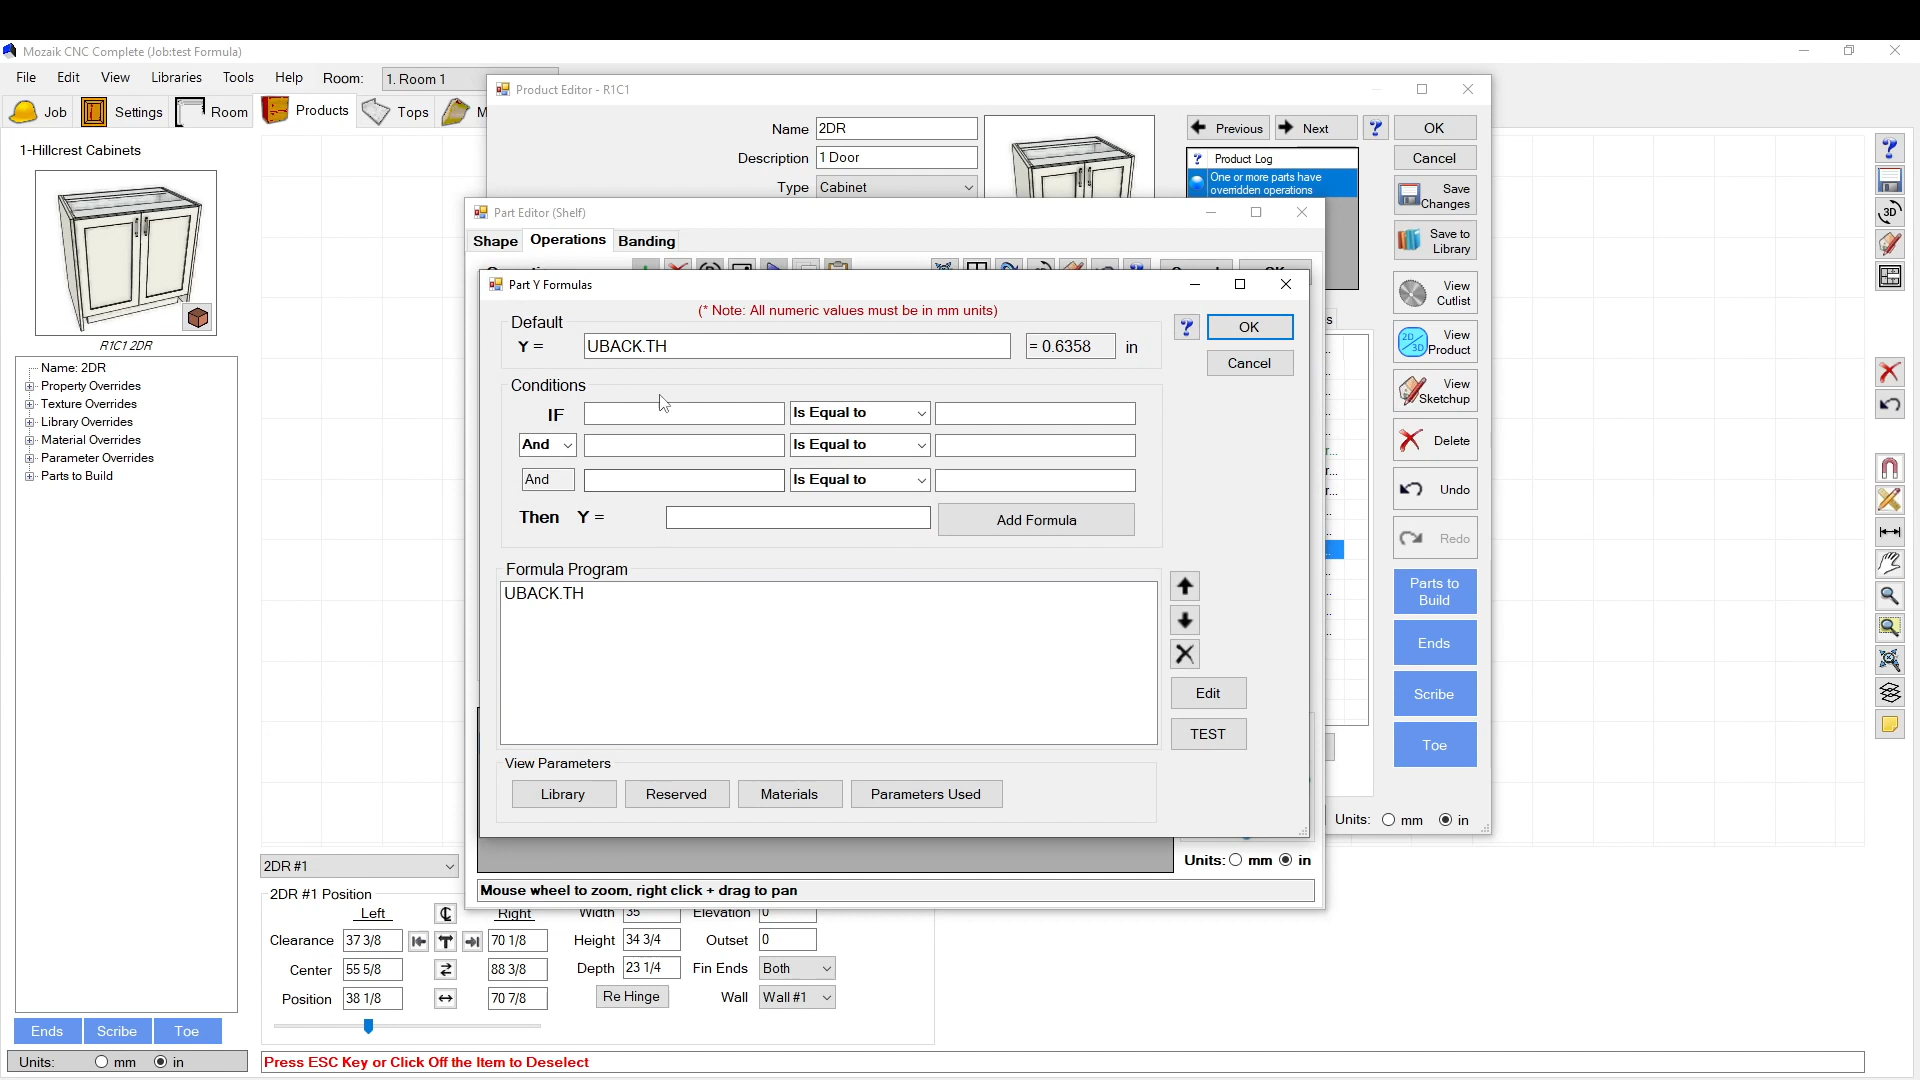 Mozaik CNC Complete (Job:test Formula)
File Edit View Libraries Tools Help Room: 1. Room 1
Job Settings Room Products Tops
1-Hillcrest Cabinets
R1C1 2DR
Name: 2DR
Property Overrides
Texture Overrides
Library Overrides
Material Overrides
Parameter Overrides
Parts to Build
Ends Scribe Toe
Units: mm in
Product Editor - R1C1
Name 2DR
Description 1 Door
Type Cabinet
Previous Next
Product Log
One or more parts have
overidden operations
OK
Cancel
Save
Changes
Save to
Library
View
Cutlist
2D/3D View
Product
View
Sketchup
Delete
Undo
Redo
Parts to
Build
Ends
Scribe
Toe
Units: mm in
Part Editor (Shelf)
Shape Operations Banding
Part Y Formulas
(* Note: All numeric values must be in mm units)
Default
Y = UBACK.TH = 0.6358 in
OK
Cancel
Conditions
IF Is Equal to
And Is Equal to
And Is Equal to
Then Y = Add Formula
Formula Program
UBACK.TH
Edit
TEST
View Parameters
Library Reserved Materials Parameters Used
Units: mm in
Mouse wheel to zoom, right click + drag to pan
2DR #1
2DR #1 Position
Left Right Width 35 Elevation 0
Clearance 37 3/8 70 1/8 Height 34 3/4 Outset 0
Center 55 5/8 88 3/8 Depth 23 1/4 Fin Ends Both
Position 38 1/8 70 7/8 Re Hinge Wall Wall #1
Press ESC Key or Click Off the Item to Deselect
3D